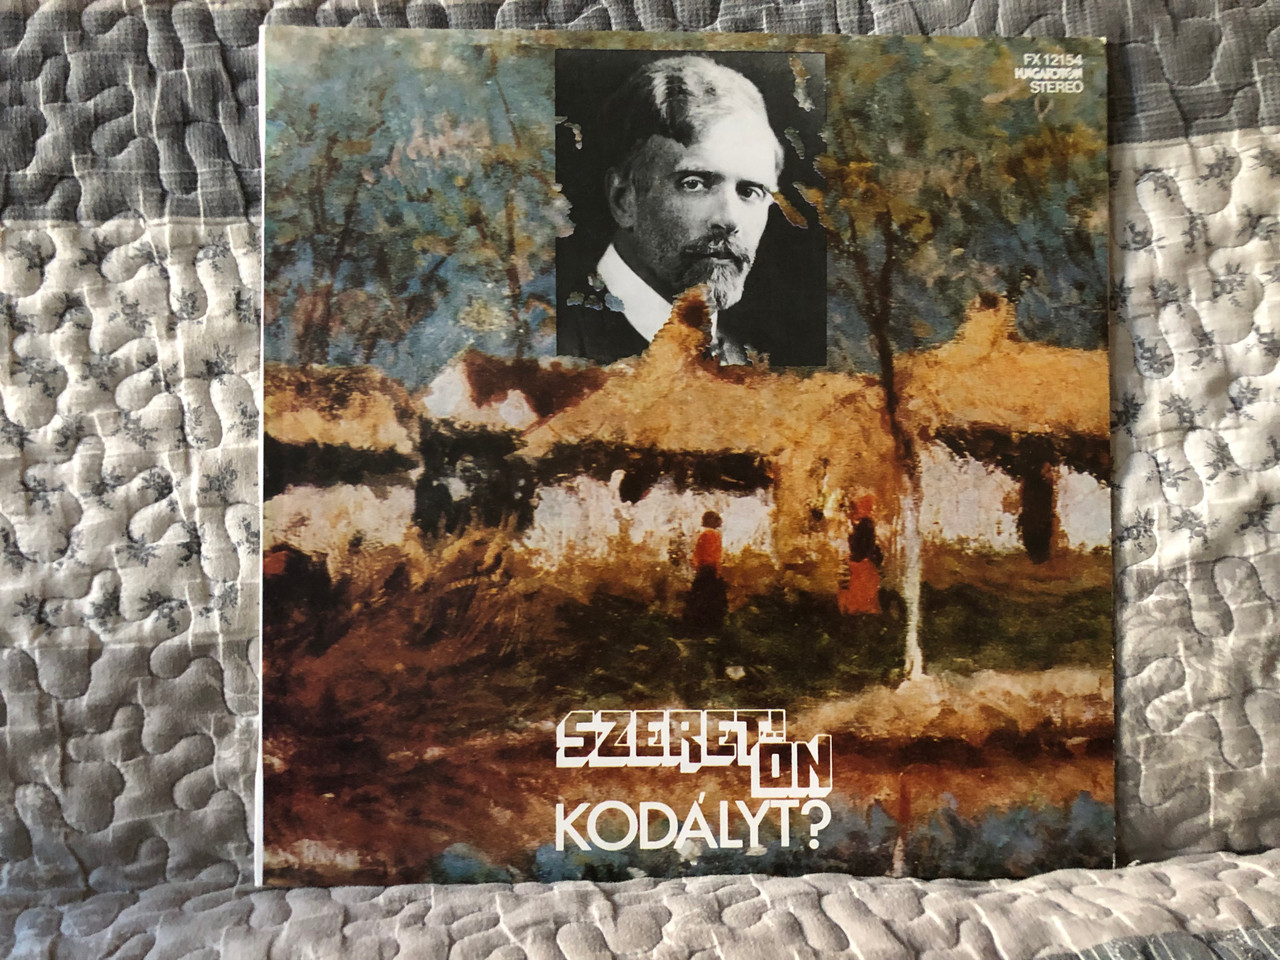 FX 12154
HUNGAROTON
STEREO
SZERETI
ÖN
KODÁLYT?